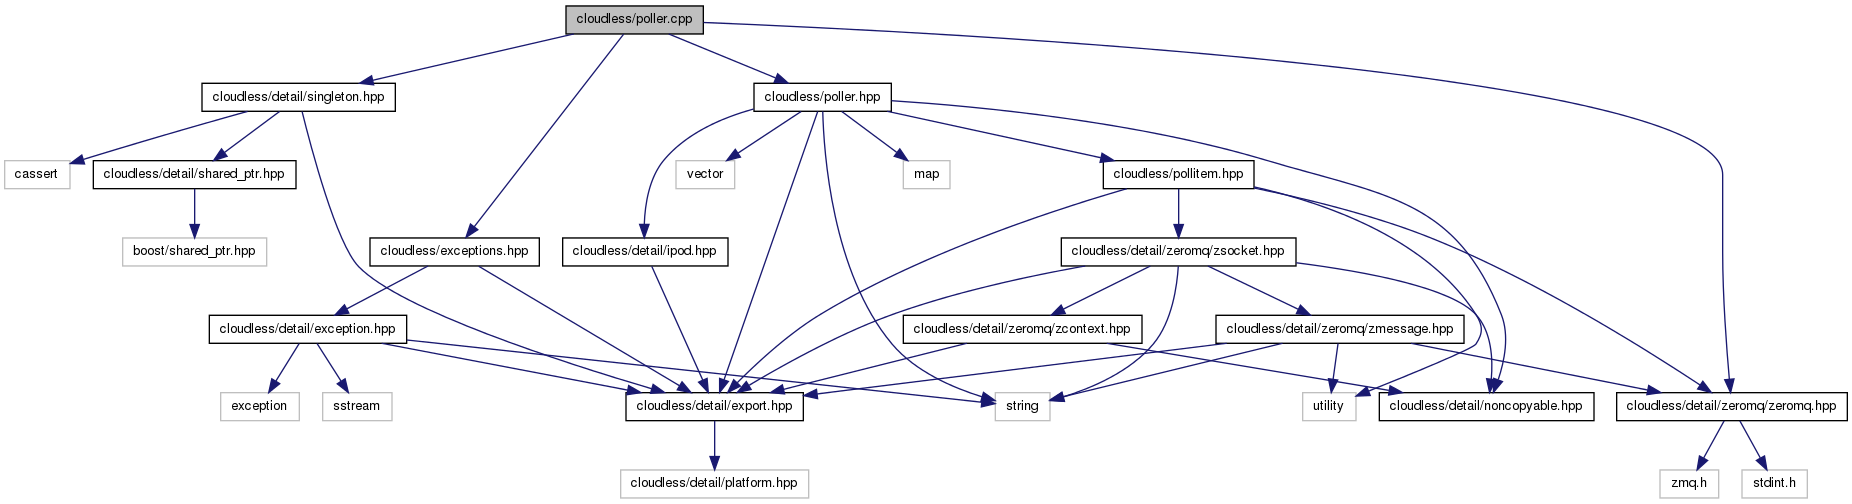 cloudless/poller.cpp
cloudless/detail/singleton.hpp
cloudless/poller.hpp
cassert
cloudless/detail/shared_ptr.hpp
vector
map
cloudless/pollitem.hpp
boost/shared_ptr.hpp
cloudless/exceptions.hpp
cloudless/detail/ipod.hpp
cloudless/detail/zeromq/zsocket.hpp
cloudless/detail/exception.hpp
cloudless/detail/zeromq/zcontext.hpp
cloudless/detail/zeromq/zmessage.hpp
exception
sstream
cloudless/detail/export.hpp
string
utility
cloudless/detail/noncopyable.hpp
cloudless/detail/zeromq/zeromq.hpp
cloudless/detail/platform.hpp
zmq.h
stdint.h